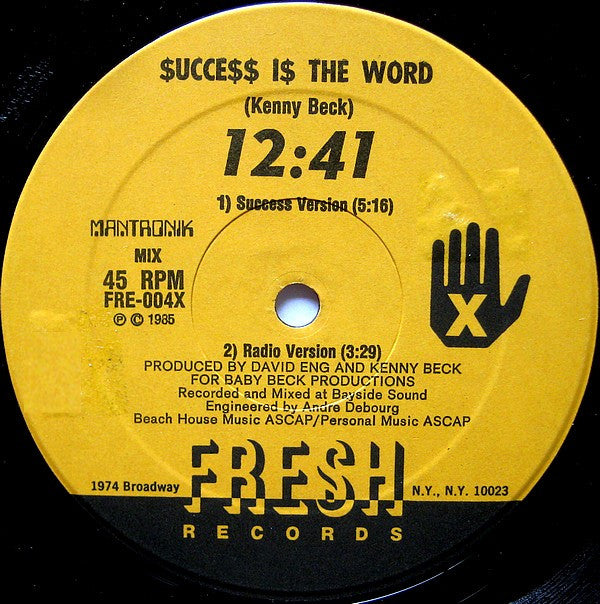 $UCCE$$ I$ THE WORD
(Kenny Beck)
12:41
1) Success Version (5:16)
MANTRONIK
MIX
45 RPM
FRE-004X
℗ © 1985
X
2) Radio Version (3:29)
PRODUCED BY DAVID ENG AND KENNY BECK
FOR BABY BECK PRODUCTIONS
Recorded and Mixed at Bayside Sound
Engineered by Andre Debourg
Beach House Music ASCAP/Personal Music ASCAP
1974 Broadway
FRE$H
N.Y., N.Y. 10023
RECORDS